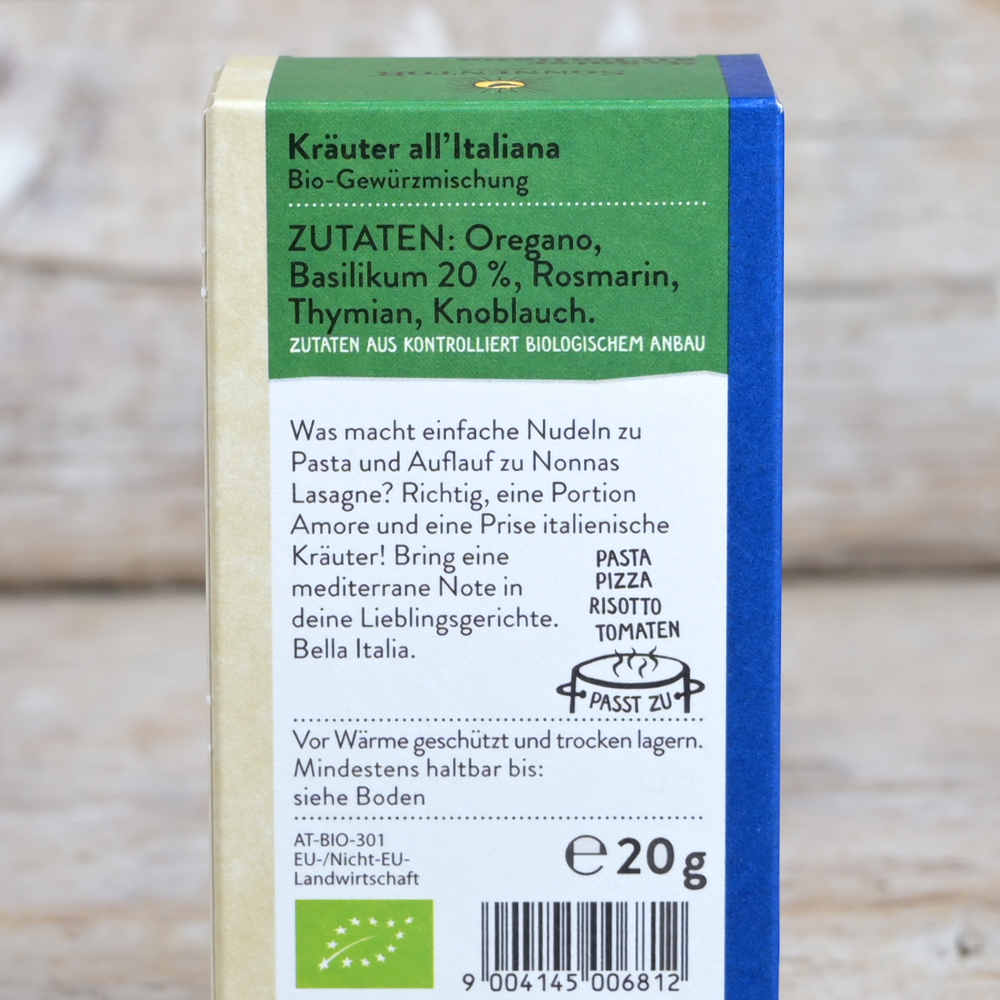 Kräuter all'Italiana
Bio-Gewürzmischung
ZUTATEN: Oregano,
Basilikum 20 %, Rosmarin,
Thymian, Knoblauch.
ZUTATEN AUS KONTROLLIERT BIOLOGISCHEM ANBAU
Was macht einfache Nudeln zu
Pasta und Auflauf zu Nonnas
Lasagne? Richtig, eine Portion
Amore und eine Prise italienische
Kräuter! Bring eine
mediterrane Note in
deine Lieblingsgerichte.
Bella Italia.
PASTA
PIZZA
RISOTTO
TOMATEN
PASST ZU
Vor Wärme geschützt und trocken lagern.
Mindestens haltbar bis:
siehe Boden
AT-BIO-301
EU-/Nicht-EU-
Landwirtschaft
℮ 20 g
9 004145 006812